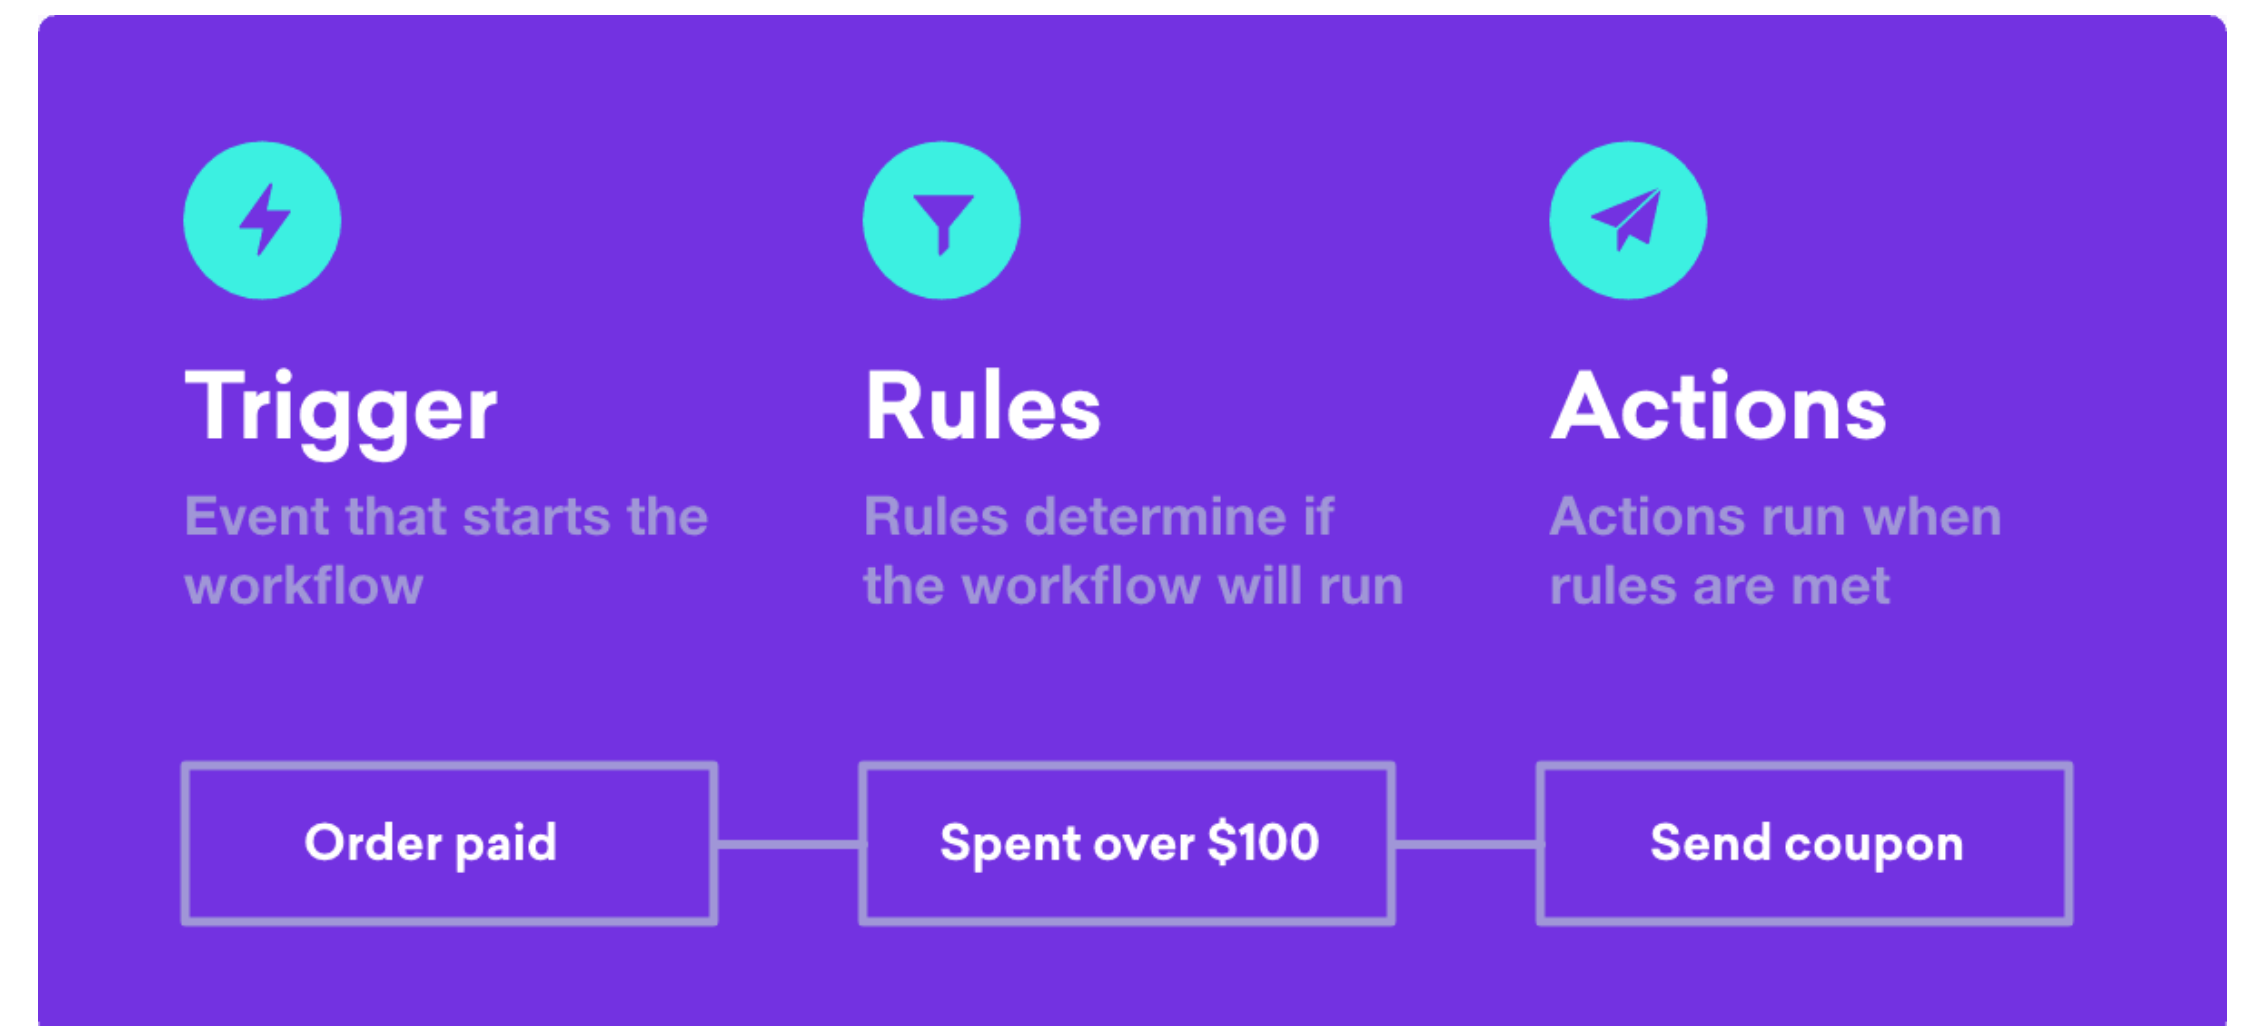 Trigger
Event that starts the
workflow
Rules
Rules determine if
the workflow will run
Actions
Actions run when
rules are met
Order paid
Spent over $100
Send coupon